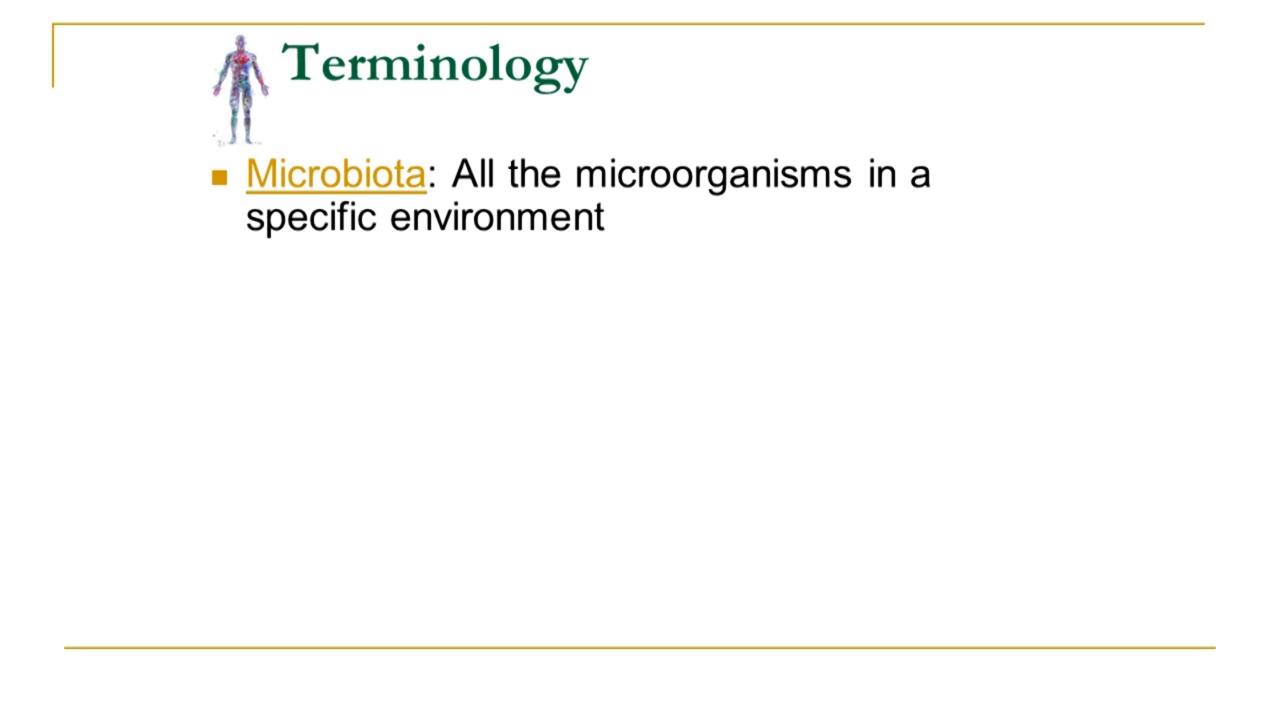 Terminology
Microbiota: All the microorganisms in a
specific environment